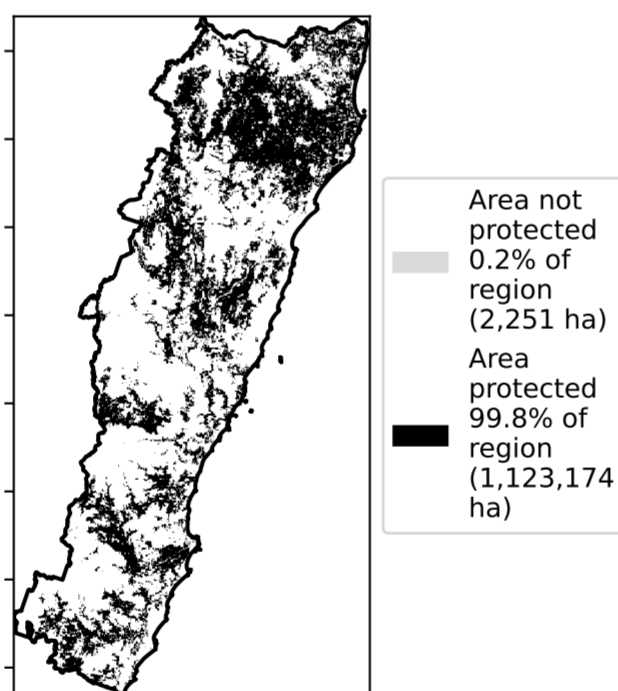 Area not
protected
0.2% of
region
(2,251 ha)
Area
protected
99.8% of
region
(1,123,174
ha)